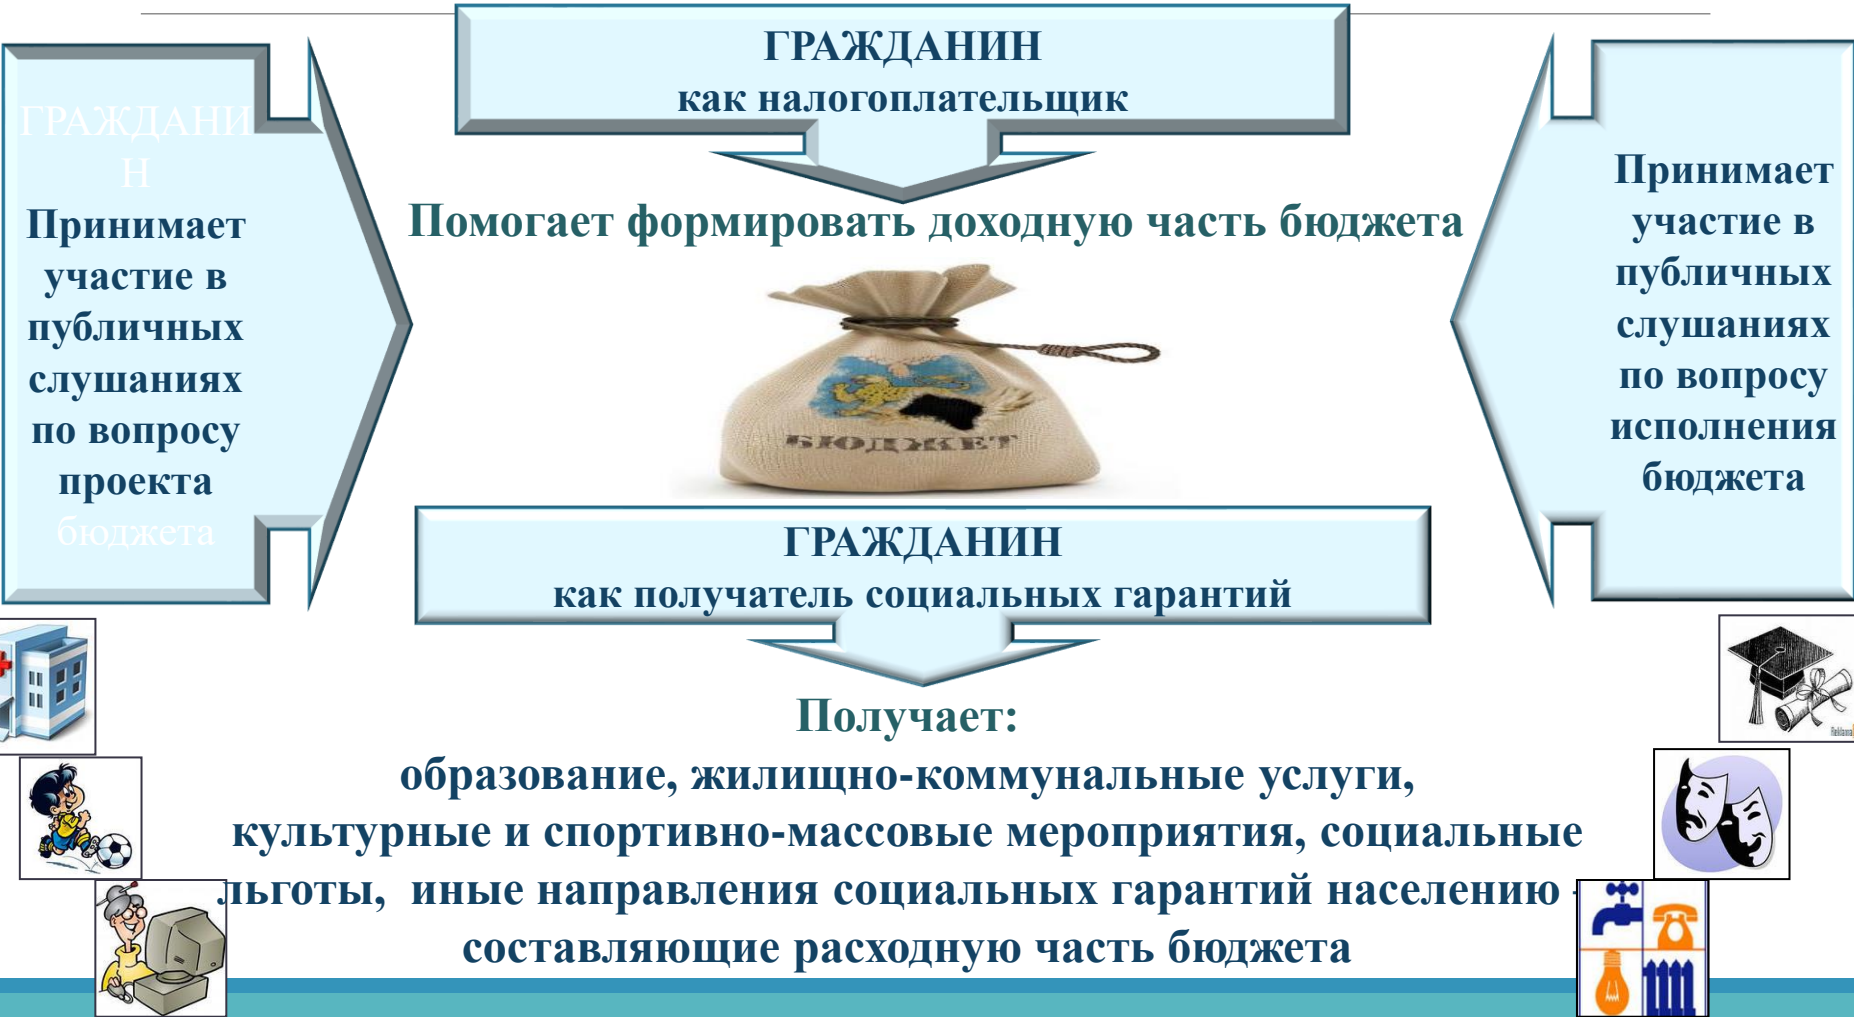 ГРАЖДАНИН
как налогоплательщик
ГРАЖДАНИ
Н
Принимает
участие в
публичных
слушаниях
по вопросу
проекта
бюджета
Помогает формировать доходную часть бюджета
БЮДЖЕТ
Принимает
участие в
публичных
слушаниях
по вопросу
исполнения
бюджета
ГРАЖДАНИН
как получатель социальных гарантий
Получает:
образование, жилищно-коммунальные услуги,
культурные и спортивно-массовые мероприятия, социальные
льготы,  иные направления социальных гарантий населению -
составляющие расходную часть бюджета